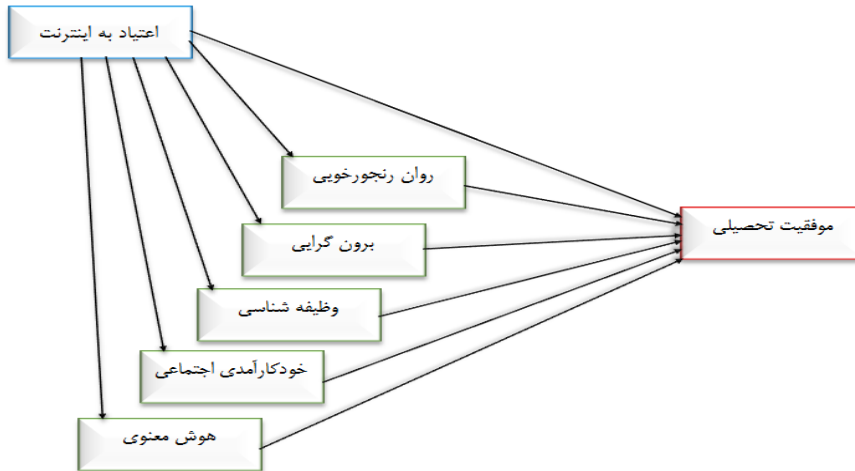 اعتیاد به اینترنت
روان رنجورخویی
موفقیت تحصیلی
برون گرایی
وظیفه شناسی
خودکارآمدی اجتماعی
هوش معنوی